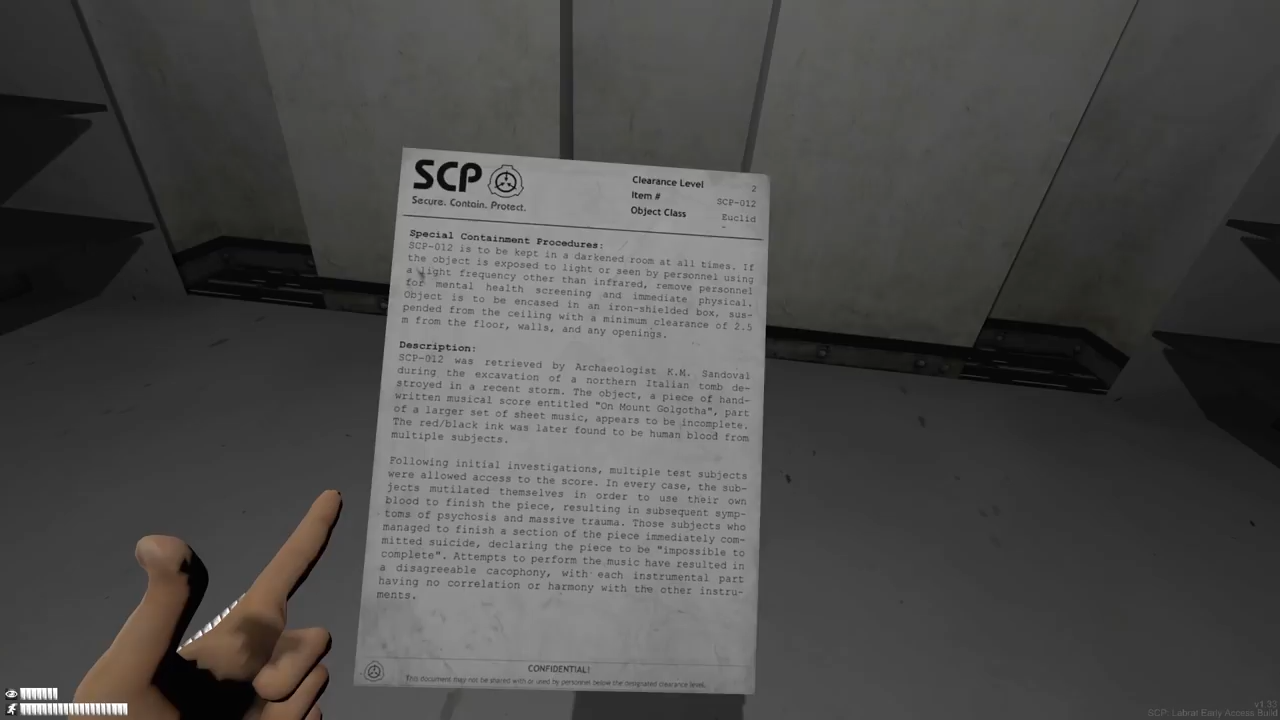 SCP
Secure. Contain. Protect.
Clearance Level 2
Item # SCP-012
Object Class Euclid
Special Containment Procedures:
SCP-012 is to be kept in a darkened room at all times. If
the object is exposed to light or seen by personnel using
a light frequency other than infrared, remove personnel
for mental health screening and immediate physical.
Object is to be encased in an iron-shielded box, sus-
pended from the ceiling with a minimum clearance of 2.5
m from the floor, walls, and any openings.
Description:
SCP-012 was retrieved by Archaeologist K.M. Sandoval
during the excavation of a northern Italian tomb de-
stroyed in a recent storm. The object, a piece of hand-
written musical score entitled "On Mount Golgotha", part
of a larger set of sheet music, appears to be incomplete.
The red/black ink was later found to be human blood from
multiple subjects.
Following initial investigations, multiple test subjects
were allowed access to the score. In every case, the sub-
jects mutilated themselves in order to use their own
blood to finish the piece, resulting in subsequent symp-
toms of psychosis and massive trauma. Those subjects who
managed to finish a section of the piece immediately com-
mitted suicide, declaring the piece to be "impossible to
complete". Attempts to perform the music have resulted in
a disagreeable cacophony, with each instrumental part
having no correlation or harmony with the other instru-
ments.
CONFIDENTIAL!
This document may not be shared with or used by personnel below the designated clearance level.
SCP: Labrat Early Access Build